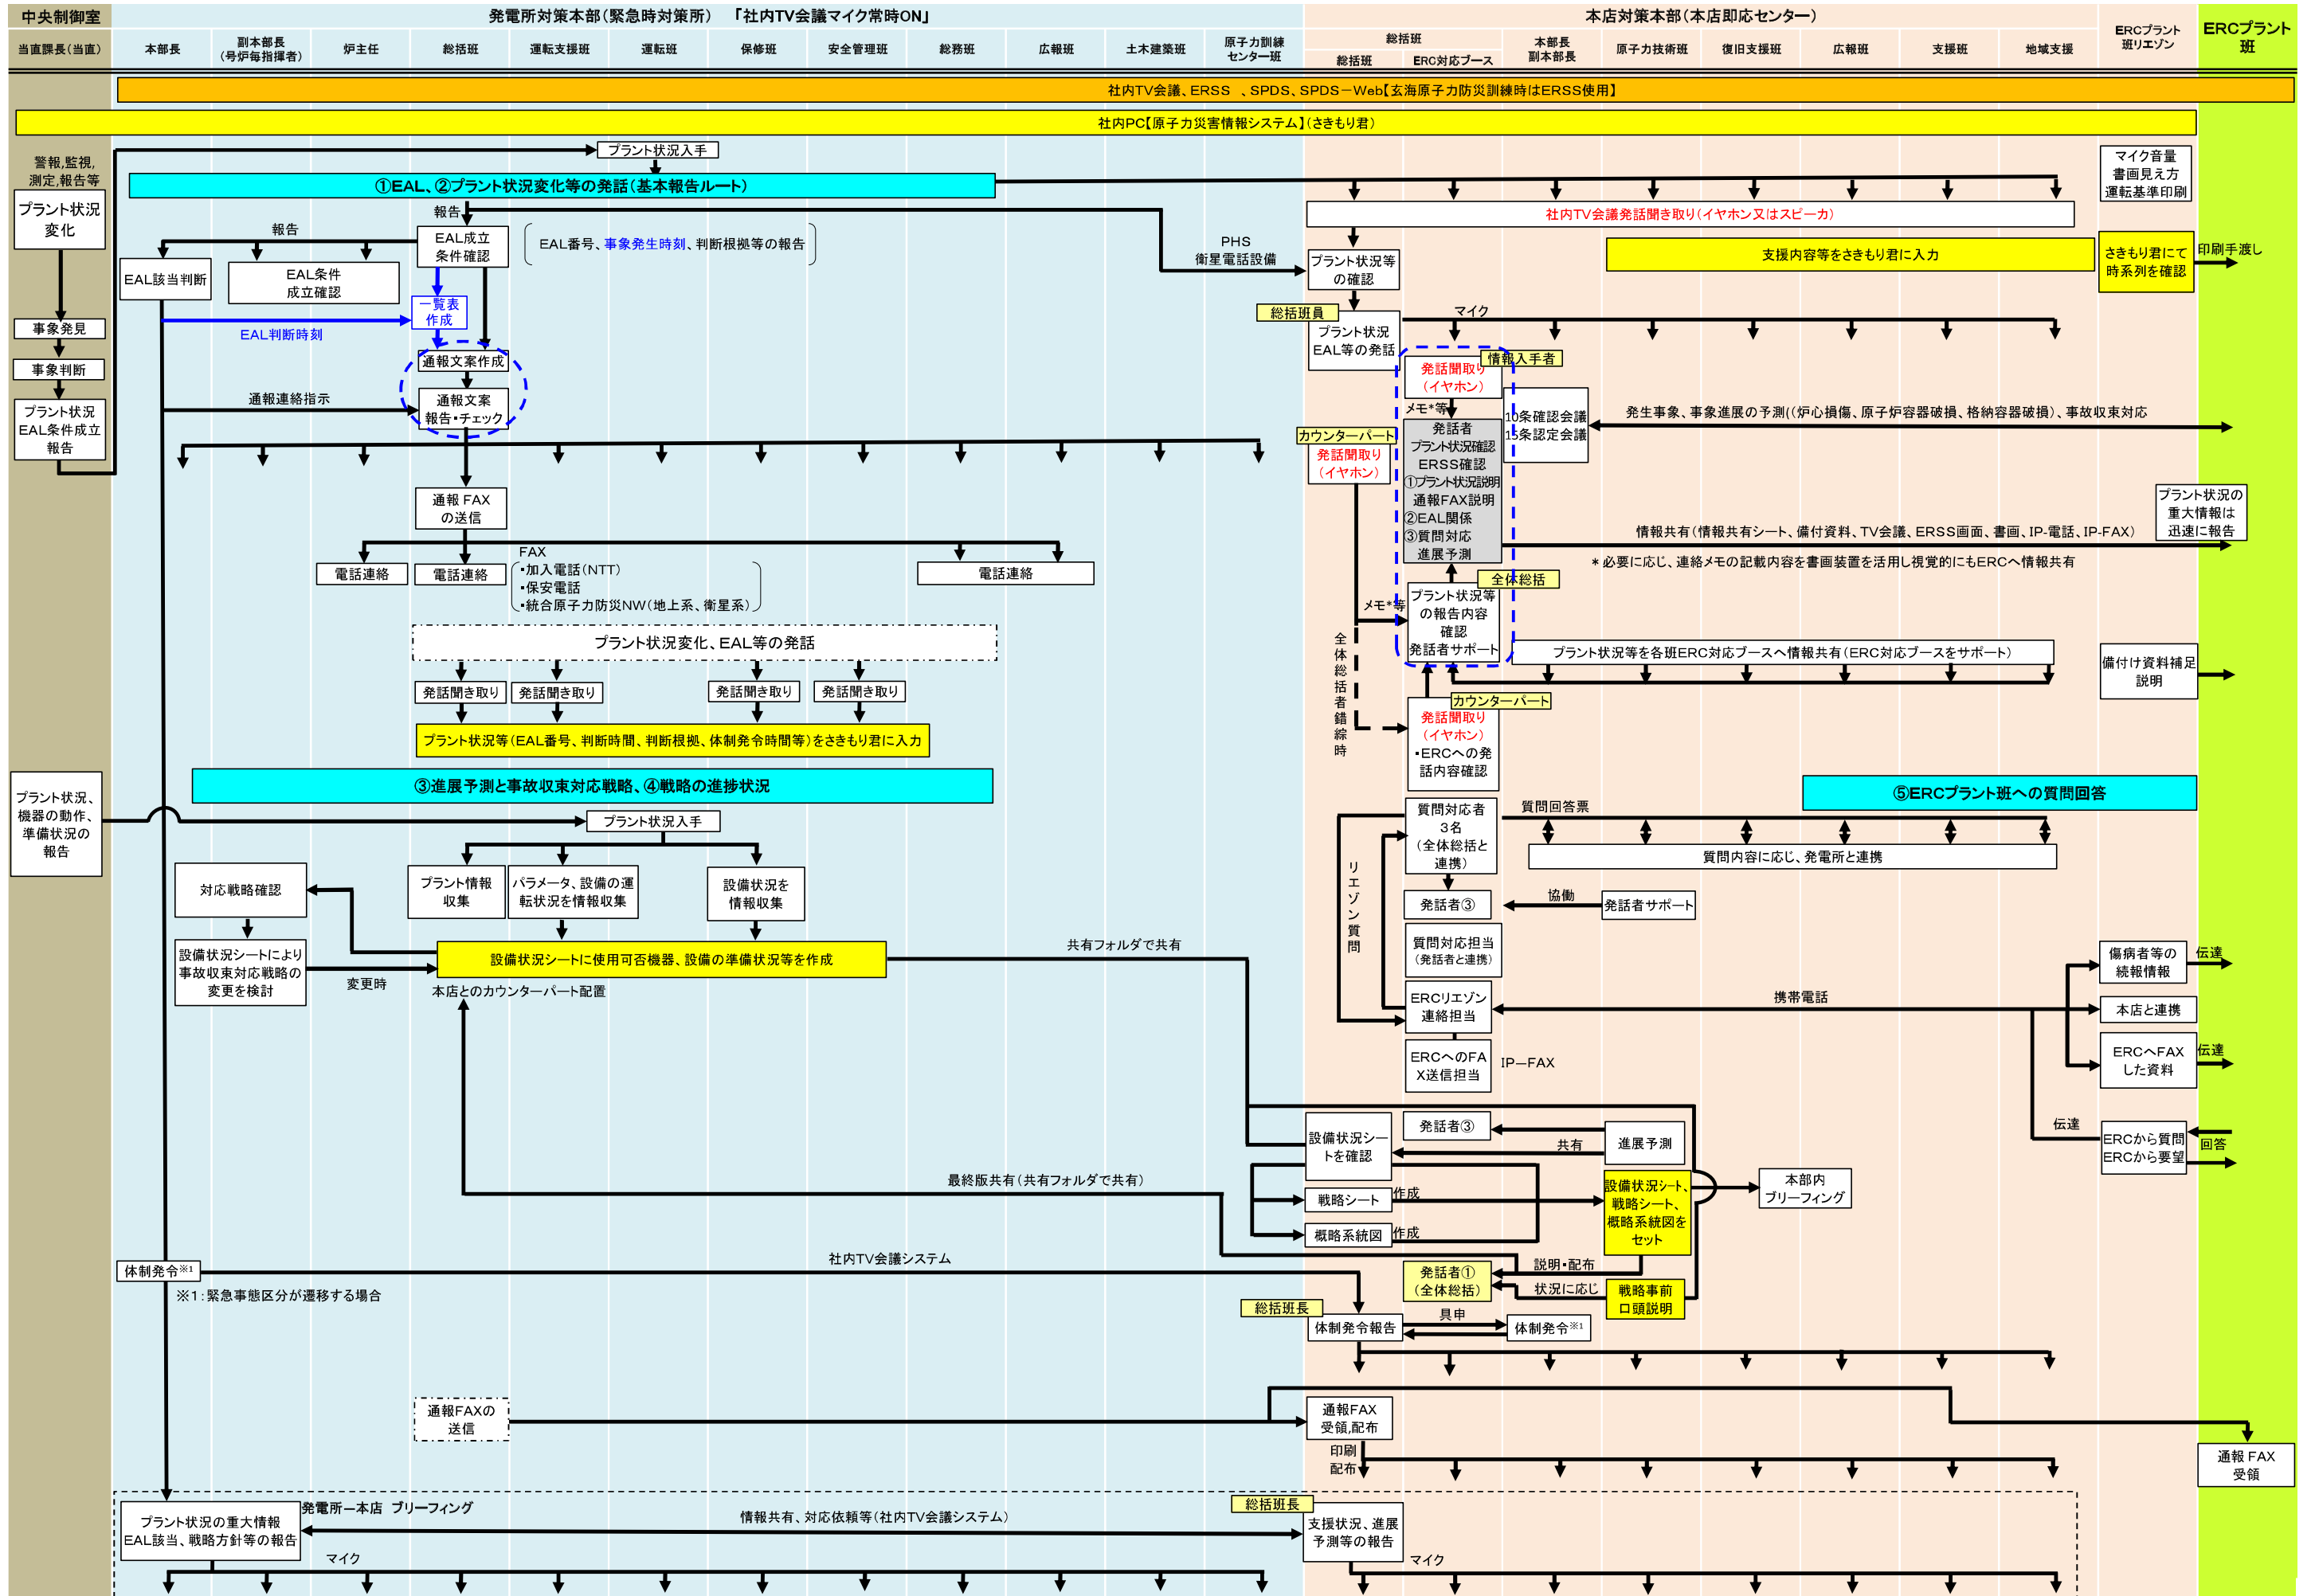 中央制御室
発電所対策本部(緊急時対策所) 「社内TV会議マイク常時ON」
本店対策本部(本店即応センター)
ERCプラント
班リエゾン
ERCプラント
班
当直課長(当直)
本部長
副本部長
(号炉毎指揮者)
炉主任
総括班
運転支援班
運転班
保修班
安全管理班
総務班
広報班
土木建築班
原子力訓練
センター班
総括班
総括班
ERC対応ブース
本部長
副本部長
原子力技術班
復旧支援班
広報班
支援班
地域支援
社内TV会議、ERSS 、SPDS、SPDS-Web【玄海原子力防災訓練時はERSS使用】
社内PC【原子力災害情報システム】(さきもり君)
警報,監視,
測定,報告等
プラント状況
変化
事象発見
事象判断
プラント状況
EAL条件成立
報告
プラント状況入手
①EAL、②プラント状況変化等の発話(基本報告ルート)
報告
報告
EAL成立
条件確認
EAL番号、事象発生時刻、判断根拠等の報告
EAL該当判断
EAL条件
成立確認
一覧表
作成
EAL判断時刻
通報文案作成
通報連絡指示
通報文案
報告・チェック
PHS
衛星電話設備
社内TV会議発話聞き取り(イヤホン又はスピーカ)
マイク音量
書画見え方
運転基準印刷
プラント状況等
の確認
支援内容等をさきもり君に入力
さきもり君にて
時系列を確認
印刷手渡し
総括班員
プラント状況
EAL等の発話
マイク
情報入手者
発話聞取り
(イヤホン)
メモ*等
10条確認会議
15条認定会議
発生事象、事象進展の予測((炉心損傷、原子炉容器破損、格納容器破損)、事故収束対応
カウンターパート
発話聞取り
(イヤホン)
発話者
プラント状況確認
ERSS確認
①プラント状況説明
通報FAX説明
②EAL関係
③質問対応
進展予測
プラント状況の
重大情報は
迅速に報告
情報共有(情報共有シート、備付資料、TV会議、ERSS画面、書画、IP-電話、IP-FAX)
*必要に応じ、連絡メモの記載内容を書画装置を活用し視覚的にもERCへ情報共有
通報 FAX
の送信
電話連絡
電話連絡
FAX
・加入電話(NTT)
・保安電話
・統合原子力防災NW(地上系、衛星系)
電話連絡
全体総括
メモ*等
プラント状況等
の報告内容
確認
発話者サポート
全体総括者錯綜時
プラント状況等を各班ERC対応ブースへ情報共有(ERC対応ブースをサポート)
備付け資料補足
説明
プラント状況変化、EAL等の発話
発話聞き取り
発話聞き取り
発話聞き取り
発話聞き取り
プラント状況等(EAL番号、判断時間、判断根拠、体制発令時間等)をさきもり君に入力
カウンターパート
発話聞取り
(イヤホン)
・ERCへの発
話内容確認
③進展予測と事故収束対応戦略、④戦略の進捗状況
⑤ERCプラント班への質問回答
プラント状況、
機器の動作、
準備状況の
報告
プラント状況入手
質問対応者
3名
(全体総括と
連携)
質問回答票
質問内容に応じ、発電所と連携
リエゾン質問
対応戦略確認
プラント情報
収集
パラメータ、設備の運
転状況を情報収集
設備状況を
情報収集
発話者③
協働
発話者サポート
設備状況シートにより
事故収束対応戦略の
変更を検討
変更時
設備状況シートに使用可否機器、設備の準備状況等を作成
共有フォルダで共有
本店とのカウンターパート配置
質問対応担当
(発話者と連携)
ERCリエゾン
連絡担当
携帯電話
傷病者等の
続報情報
伝達
本店と連携
ERCへのFA
X送信担当
IP-FAX
ERCへFAX
した資料
伝達
設備状況シー
トを確認
発話者③
進展予測
共有
伝達
ERCから質問
ERCから要望
回答
最終版共有(共有フォルダで共有)
戦略シート
作成
概略系統図
作成
設備状況シート、
戦略シート、
概略系統図を
セット
本部内
ブリーフィング
体制発令※1
社内TV会議システム
※1:緊急事態区分が遷移する場合
発話者①
(全体総括)
説明・配布
状況に応じ
戦略事前
口頭説明
総括班長
体制発令報告
具申
体制発令※1
通報FAXの
送信
通報FAX
受領,配布
印刷
配布
通報 FAX
受領
発電所-本店 ブリーフィング
プラント状況の重大情報
EAL該当、戦略方針等の報告
情報共有、対応依頼等(社内TV会議システム)
総括班長
支援状況、進展
予測等の報告
マイク
マイク